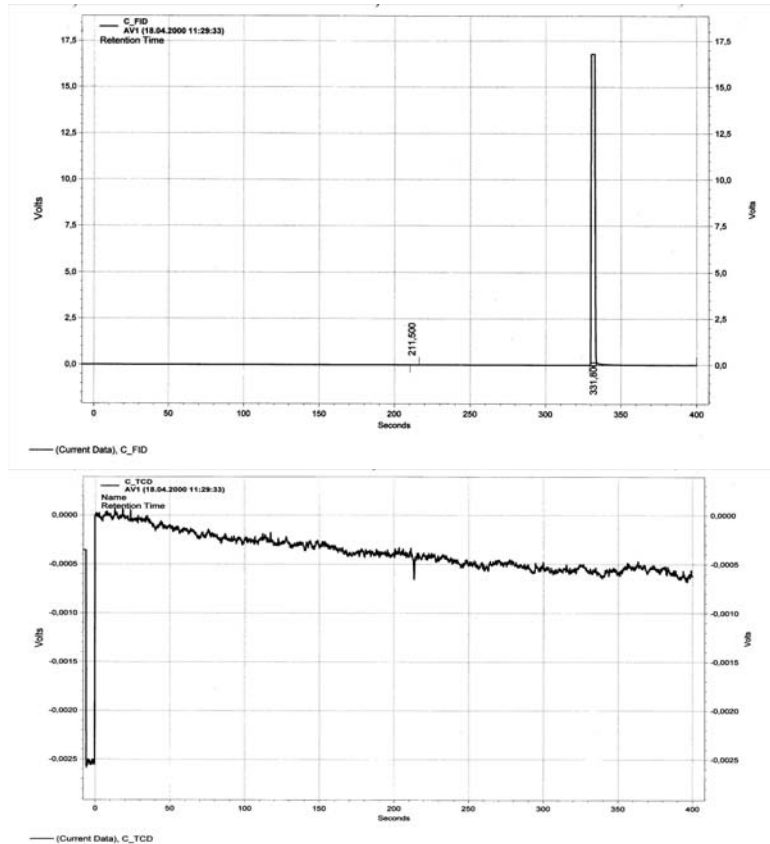 C_FID
AV1 (18.04.2000 11:29:33)
Retention Time
17,5 17,5
15,0 15,0
12,5 12,5
10,0 10,0
7,5 7,5
5,0 5,0
2,5 2,5
0,0 0,0
Volts
Volts
211,500
331,800
0 50 100 150 200 250 300 350 400
Seconds
(Current Data), C_FID
C_TCD
AV1 (18.04.2000 11:29:33)
Name
Retention Time
0,0000 0,0000
-0,0005 -0,0005
-0,0010 -0,0010
-0,0015 -0,0015
-0,0020 -0,0020
-0,0025 -0,0025
Volts
Volts
0 50 100 150 200 250 300 350 400
Seconds
(Current Data), C_TCD